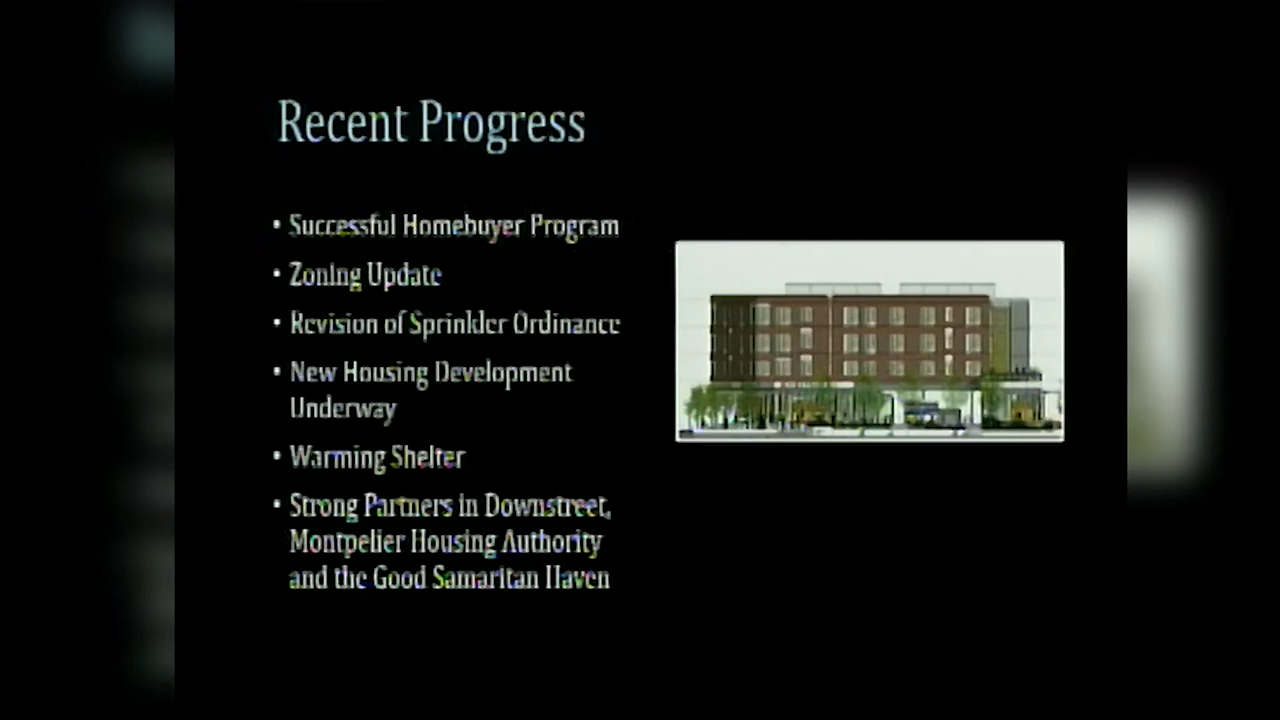 Recent Progress
• Successful Homebuyer Program
• Zoning Update
• Revision of Sprinkler Ordinance
• New Housing Development
Underway
• Warming Shelter
• Strong Partners in Downstreet,
Montpelier Housing Authority
and the Good Samaritan Haven